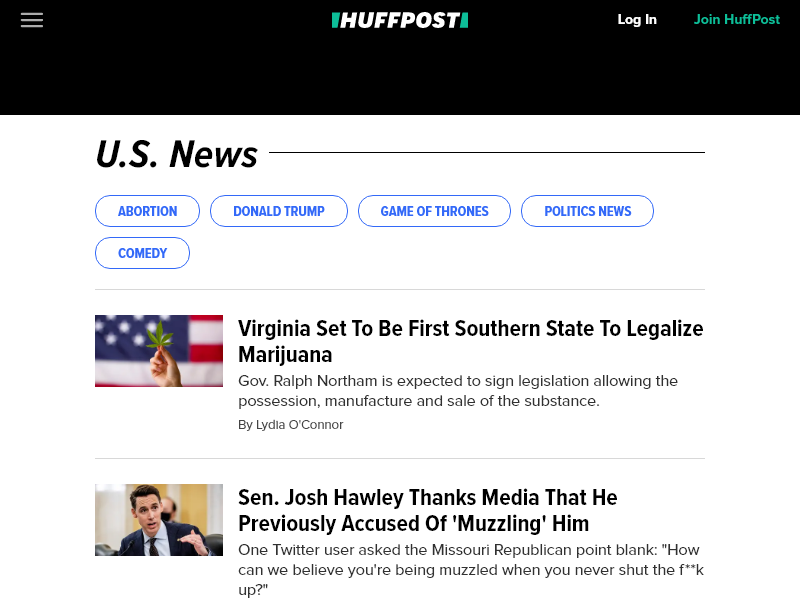 HUFFPOST
Log In
Join HuffPost
U.S. News
ABORTION
DONALD TRUMP
GAME OF THRONES
POLITICS NEWS
COMEDY
Virginia Set To Be First Southern State To Legalize
Marijuana
Gov. Ralph Northam is expected to sign legislation allowing the
possession, manufacture and sale of the substance.
By Lydia O'Connor
Sen. Josh Hawley Thanks Media That He
Previously Accused Of 'Muzzling' Him
One Twitter user asked the Missouri Republican point blank: "How
can we believe you're being muzzled when you never shut the f**k
up?"